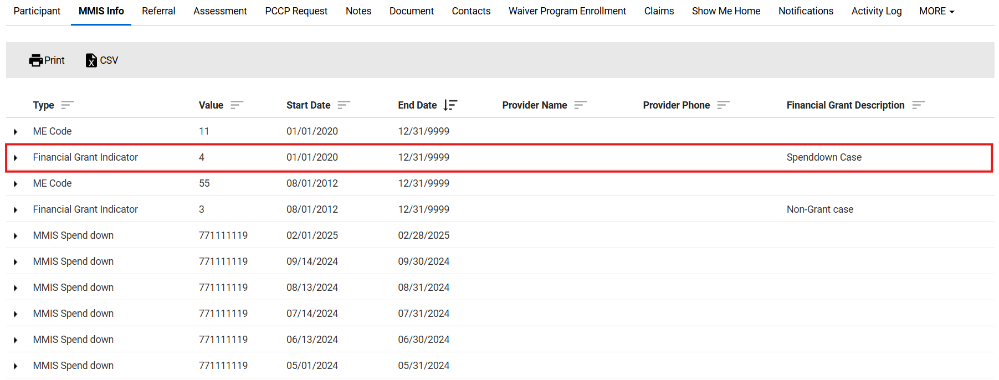 Participant MMIS Info Referral Assessment PCCP Request Notes Document Contacts Waiver Program Enrollment Claims Show Me Home Notifications Activity Log MORE
Print CSV
Type Value Start Date End Date Provider Name Provider Phone Financial Grant Description
ME Code 11 01/01/2020 12/31/9999
Financial Grant Indicator 4 01/01/2020 12/31/9999 Spenddown Case
ME Code 55 08/01/2012 12/31/9999
Financial Grant Indicator 3 08/01/2012 12/31/9999 Non-Grant case
MMIS Spend down 771111119 02/01/2025 02/28/2025
MMIS Spend down 771111119 09/14/2024 09/30/2024
MMIS Spend down 771111119 08/13/2024 08/31/2024
MMIS Spend down 771111119 07/14/2024 07/31/2024
MMIS Spend down 771111119 06/13/2024 06/30/2024
MMIS Spend down 771111119 05/01/2024 05/31/2024